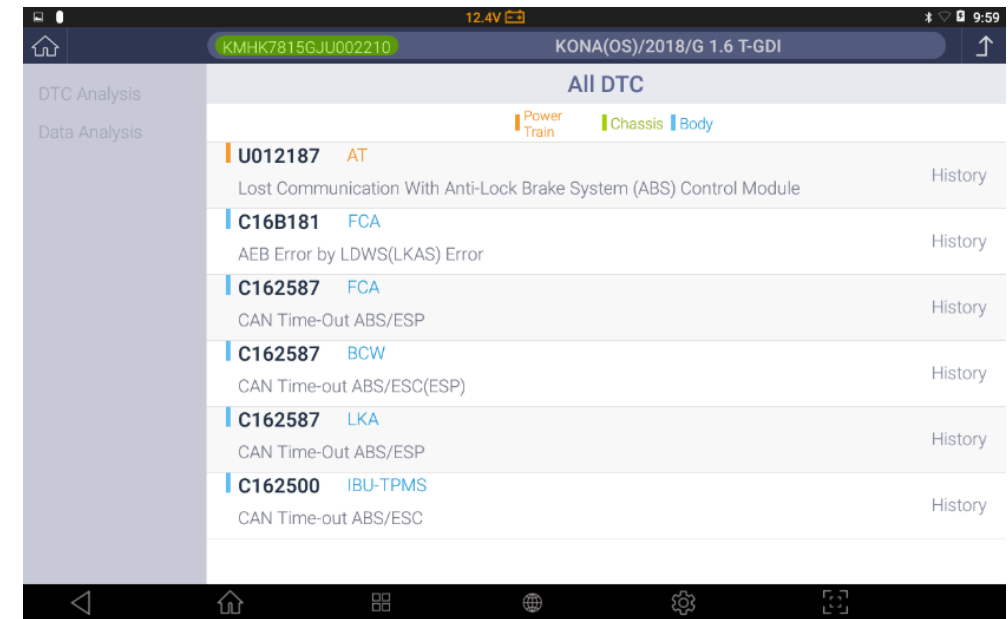 12.4V
9:59
KMHK7815GJU002210 KONA(OS)/2018/G 1.6 T-GDI
DTC Analysis
Data Analysis
All DTC
Power Train Chassis Body
U012187 AT
Lost Communication With Anti-Lock Brake System (ABS) Control Module
History
C16B181 FCA
AEB Error by LDWS(LKAS) Error
History
C162587 FCA
CAN Time-Out ABS/ESP
History
C162587 BCW
CAN Time-out ABS/ESC(ESP)
History
C162587 LKA
CAN Time-Out ABS/ESP
History
C162500 IBU-TPMS
CAN Time-out ABS/ESC
History